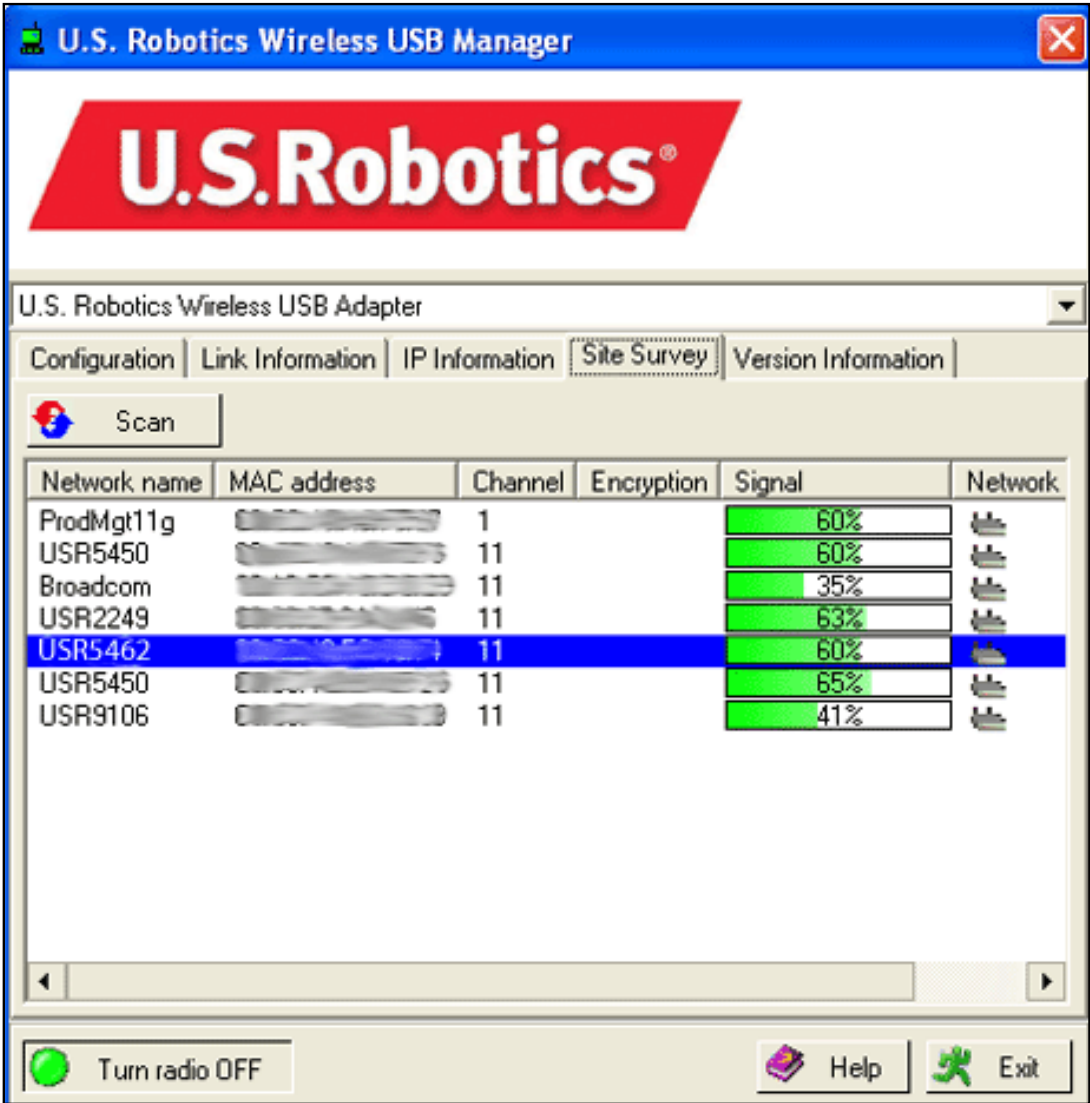 U.S. Robotics Wireless USB Manager
U.S.Robotics®
U.S. Robotics Wireless USB Adapter
Configuration Link Information IP Information Site Survey Version Information
Scan
Network name MAC address Channel Encryption Signal Network
ProdMgt11g 1 60%
USR5450 11 60%
Broadcom 11 35%
USR2249 11 63%
USR5462 11 60%
USR5450 11 65%
USR9106 11 41%
Turn radio OFF Help Exit